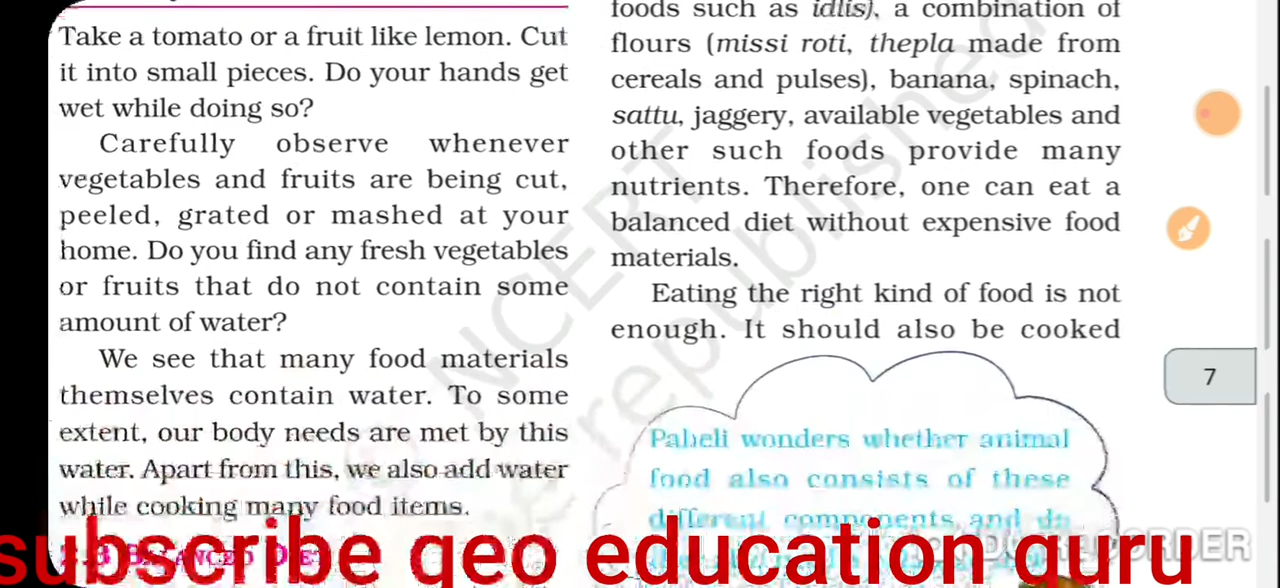 Take a tomato or a fruit like lemon. Cut
it into small pieces. Do your hands get
wet while doing so?
Carefully observe whenever
vegetables and fruits are being cut,
peeled, grated or mashed at your
home. Do you find any fresh vegetables
or fruits that do not contain some
amount of water?
We see that many food materials
themselves contain water. To some
extent, our body needs are met by this
water. Apart from this, we also add water
while cooking many food items.
foods such as idlis), a combination of
flours (missi roti, thepla made from
cereals and pulses), banana, spinach,
sattu, jaggery, available vegetables and
other such foods provide many
nutrients. Therefore, one can eat a
balanced diet without expensive food
materials.
Eating the right kind of food is not
enough. It should also be cooked
Paheli wonders whether animal
food also consists of these
different components and do
7
© NCERT
republished
subscribe geo education guru